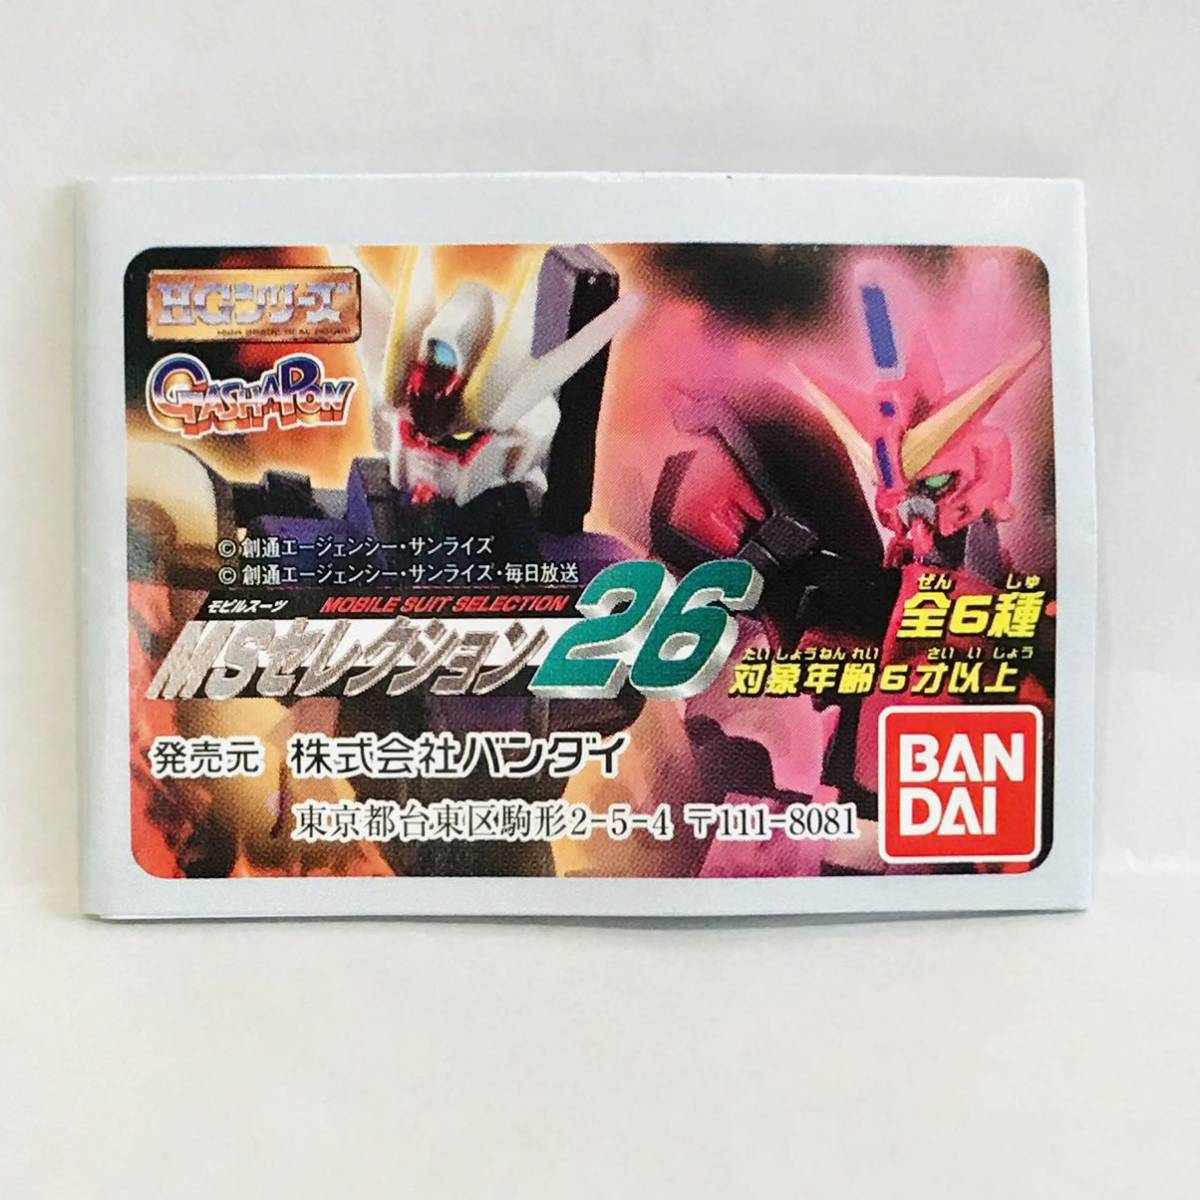 HGシリーズ
GASHAPON
© 創通エージェンシー・サンライズ
© 創通エージェンシー・サンライズ・毎日放送
モビルスーツ MOBILE SUIT SELECTION
MSセレクション26
ぜん しゅ
全6種
たいしょうねんれい さいいじょう
対象年齢6才以上
発売元 株式会社バンダイ
東京都台東区駒形2-5-4 〒111-8081
BAN
DAI